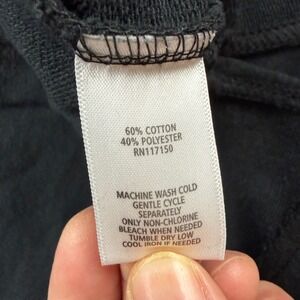 60% COTTON
40% POLYESTER
RN117150
MACHINE WASH COLD
GENTLE CYCLE
SEPARATELY
ONLY NON-CHLORINE
BLEACH WHEN NEEDED
TUMBLE DRY LOW
COOL IRON IF NEEDED